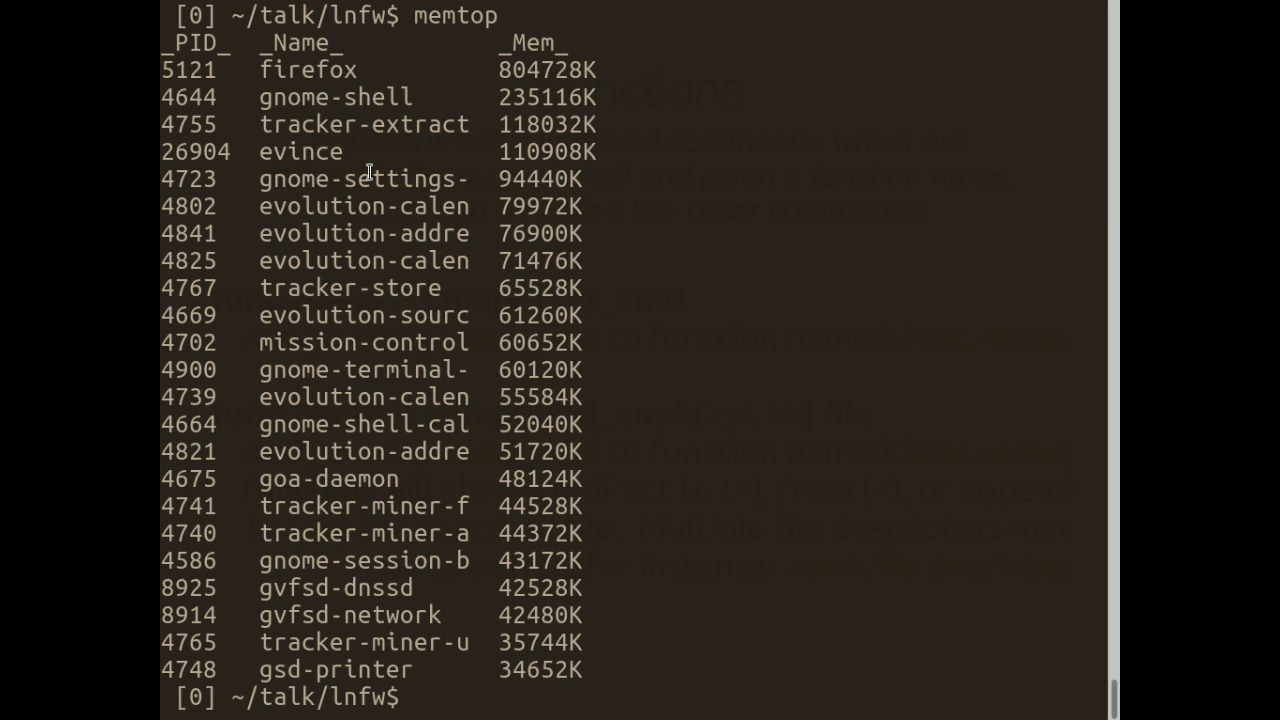 [0] ~/talk/lnfw$ memtop
_PID_ _Name_ _Mem_
5121 firefox 804728K
4644 gnome-shell 235116K
4755 tracker-extract 118032K
26904 evince 110908K
4723 gnome-settings- 94440K
4802 evolution-calen 79972K
4841 evolution-addre 76900K
4825 evolution-calen 71476K
4767 tracker-store 65528K
4669 evolution-sourc 61260K
4702 mission-control 60652K
4900 gnome-terminal- 60120K
4739 evolution-calen 55584K
4664 gnome-shell-cal 52040K
4821 evolution-addre 51720K
4675 goa-daemon 48124K
4741 tracker-miner-f 44528K
4740 tracker-miner-a 44372K
4586 gnome-session-b 43172K
8925 gvfsd-dnssd 42528K
8914 gvfsd-network 42480K
4765 tracker-miner-u 35744K
4748 gsd-printer 34652K
[0] ~/talk/lnfw$